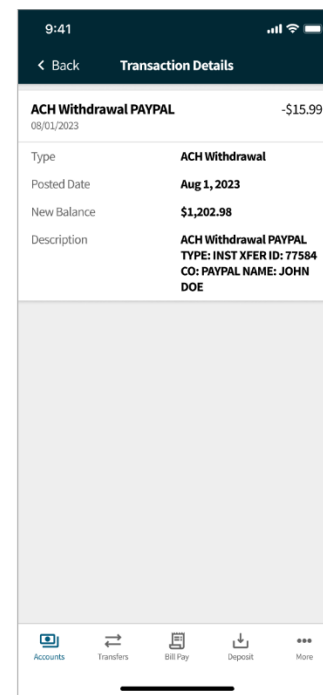 9:41
Back Transaction Details
ACH Withdrawal PAYPAL -$15.99
08/01/2023
Type ACH Withdrawal
Posted Date Aug 1, 2023
New Balance $1,202.98
Description ACH Withdrawal PAYPAL
TYPE: INST XFER ID: 77584
CO: PAYPAL NAME: JOHN
DOE
Accounts Transfers Bill Pay Deposit More